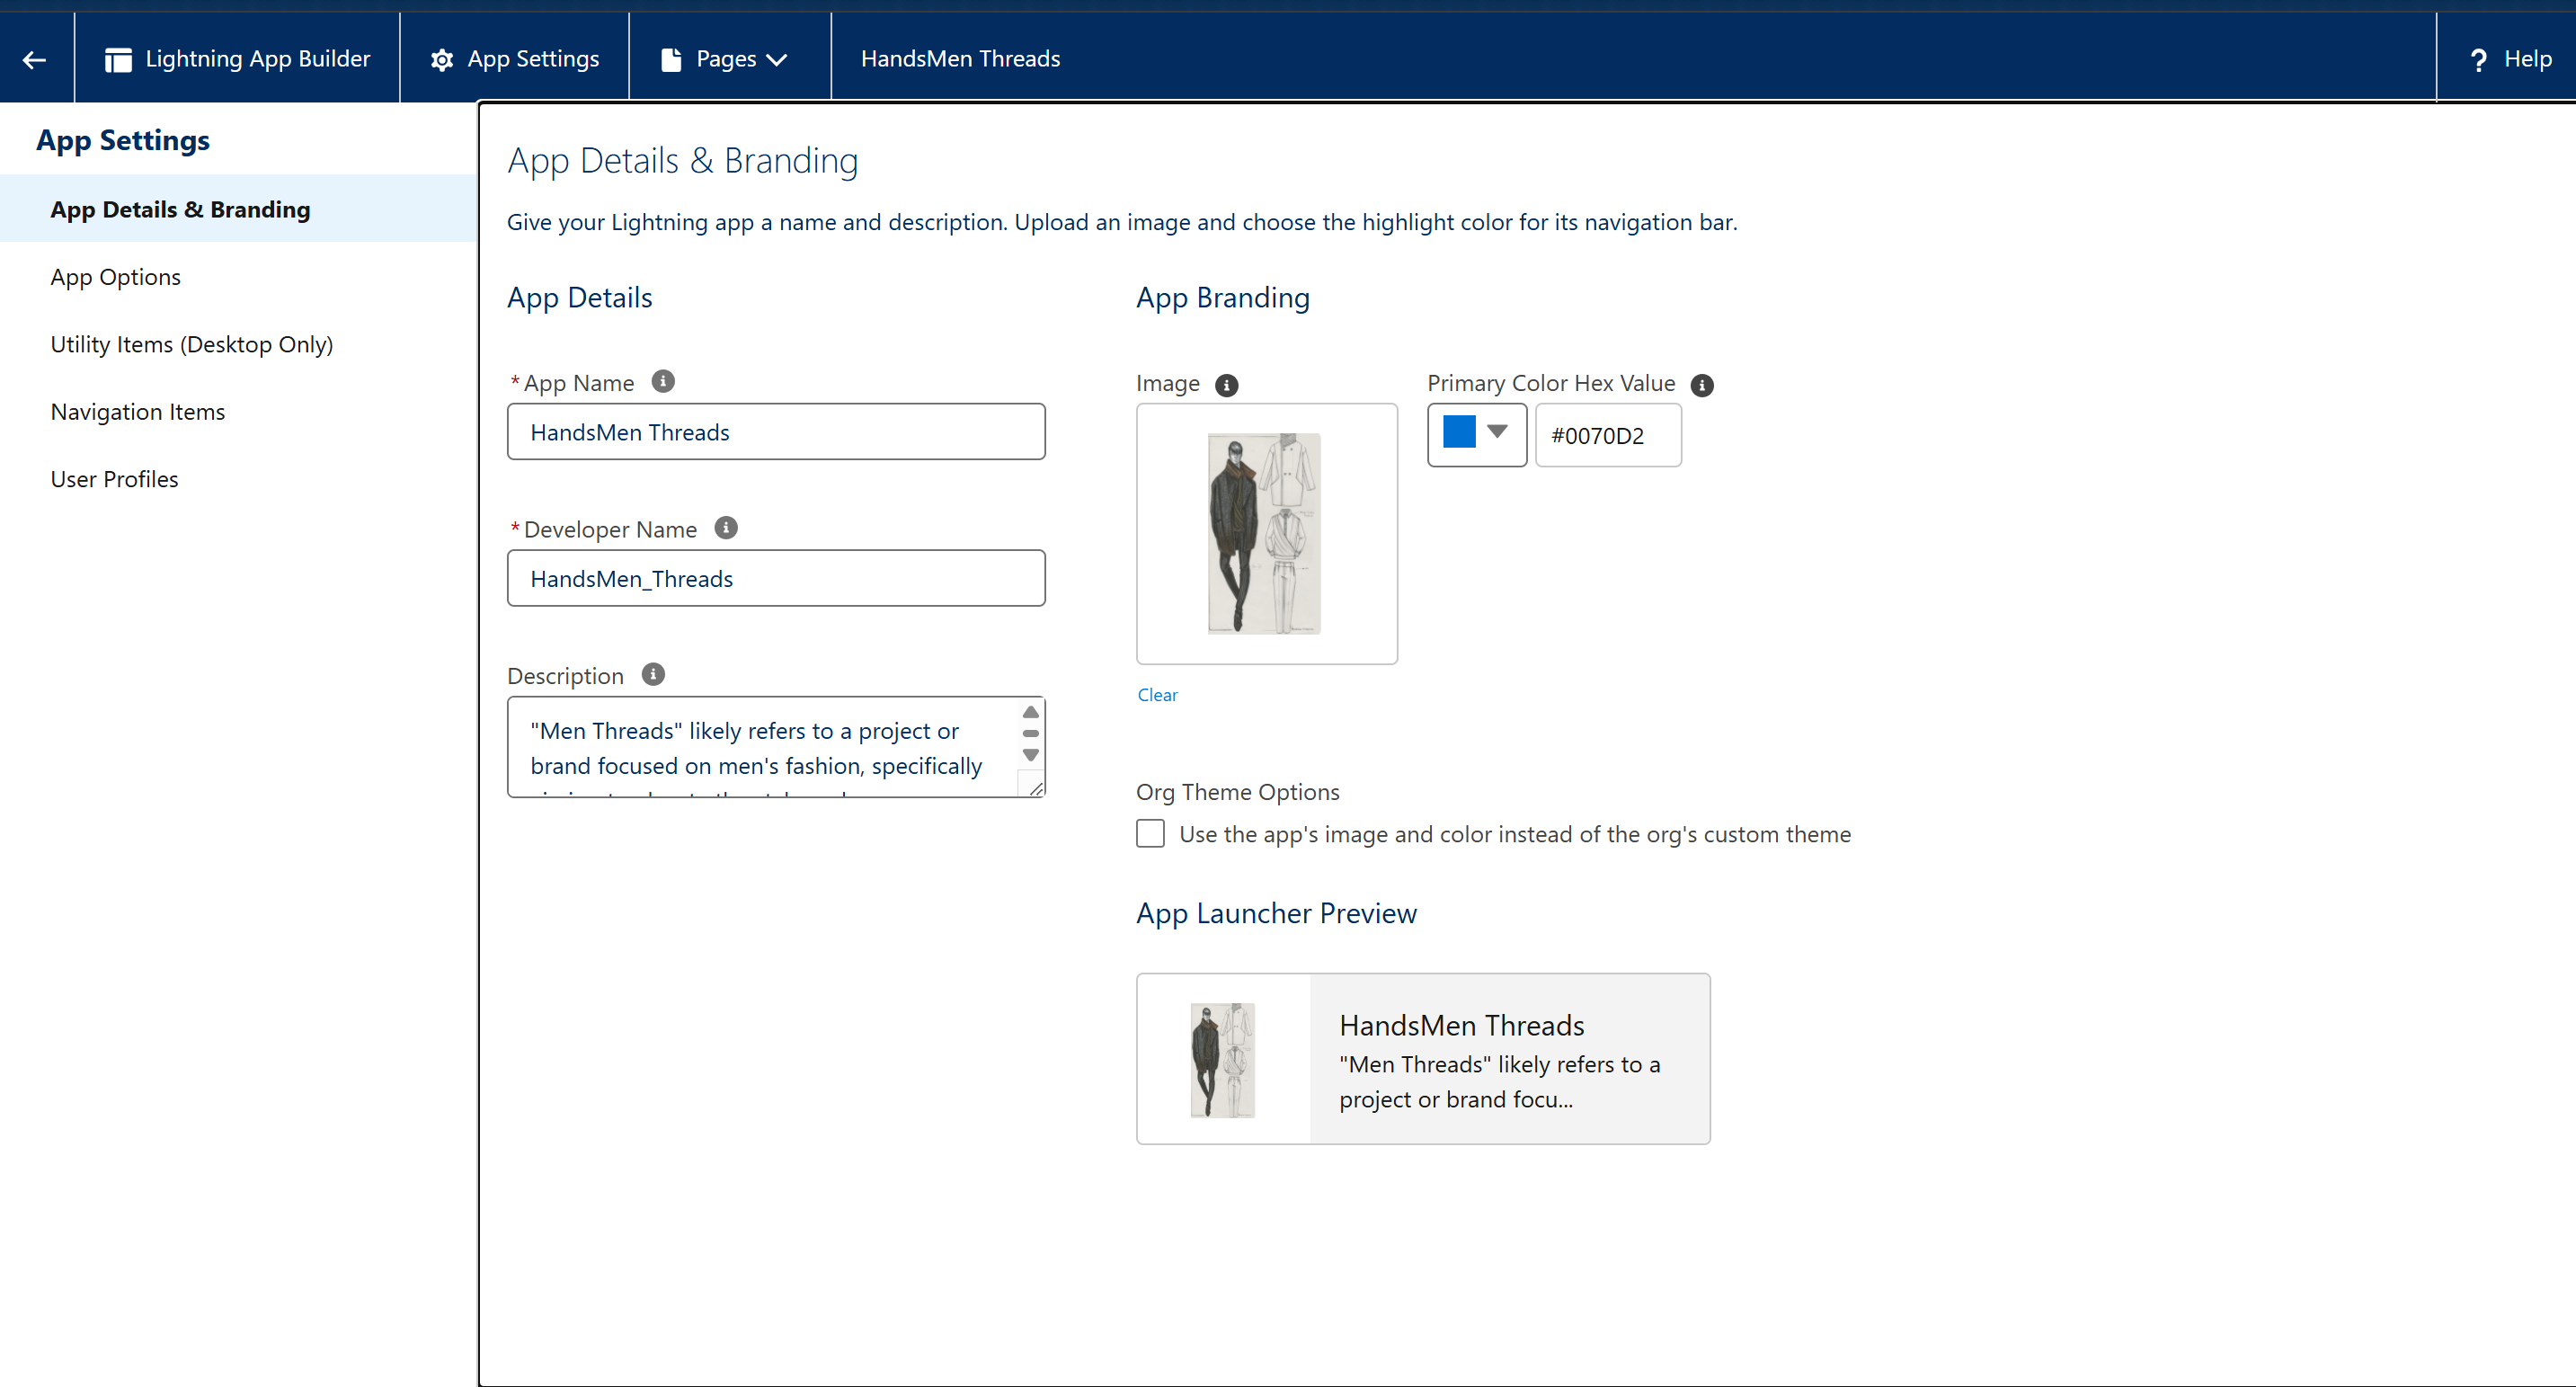 Lightning App Builder
App Settings
Pages
HandsMen Threads
? Help
App Settings
App Details & Branding
App Options
Utility Items (Desktop Only)
Navigation Items
User Profiles
App Details & Branding
Give your Lightning app a name and description. Upload an image and choose the highlight color for its navigation bar.
App Details
*App Name
HandsMen Threads
*Developer Name
HandsMen_Threads
Description
"Men Threads" likely refers to a project or
brand focused on men's fashion, specifically
App Branding
Image
Primary Color Hex Value
#0070D2
Clear
Org Theme Options
Use the app's image and color instead of the org's custom theme
App Launcher Preview
HandsMen Threads
"Men Threads" likely refers to a
project or brand focu...